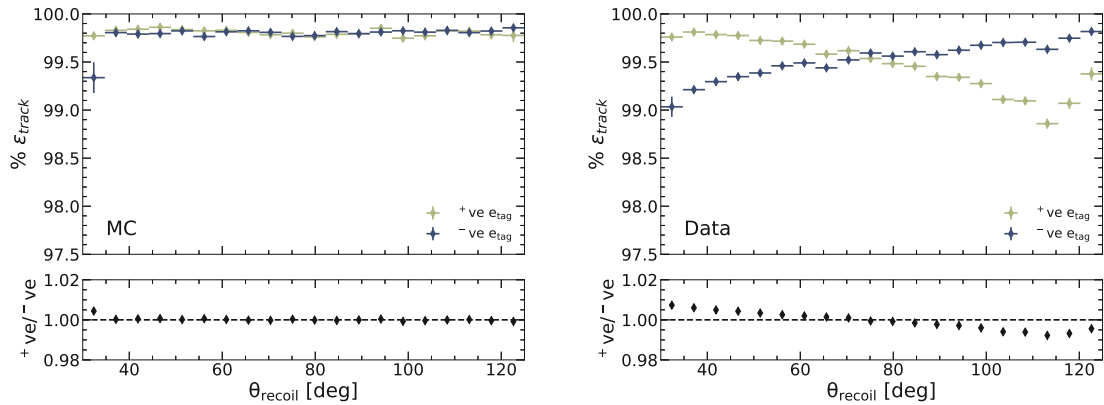 100.0
99.5
99.0
98.5
98.0
97.5
% ε_track
MC
⁺ve e_tag
⁻ve e_tag
1.02
1.00
0.98
⁺ve/⁻ve
40 60 80 100 120
θ_recoil [deg]
100.0
99.5
99.0
98.5
98.0
97.5
% ε_track
Data
⁺ve e_tag
⁻ve e_tag
1.02
1.00
0.98
⁺ve/⁻ve
40 60 80 100 120
θ_recoil [deg]